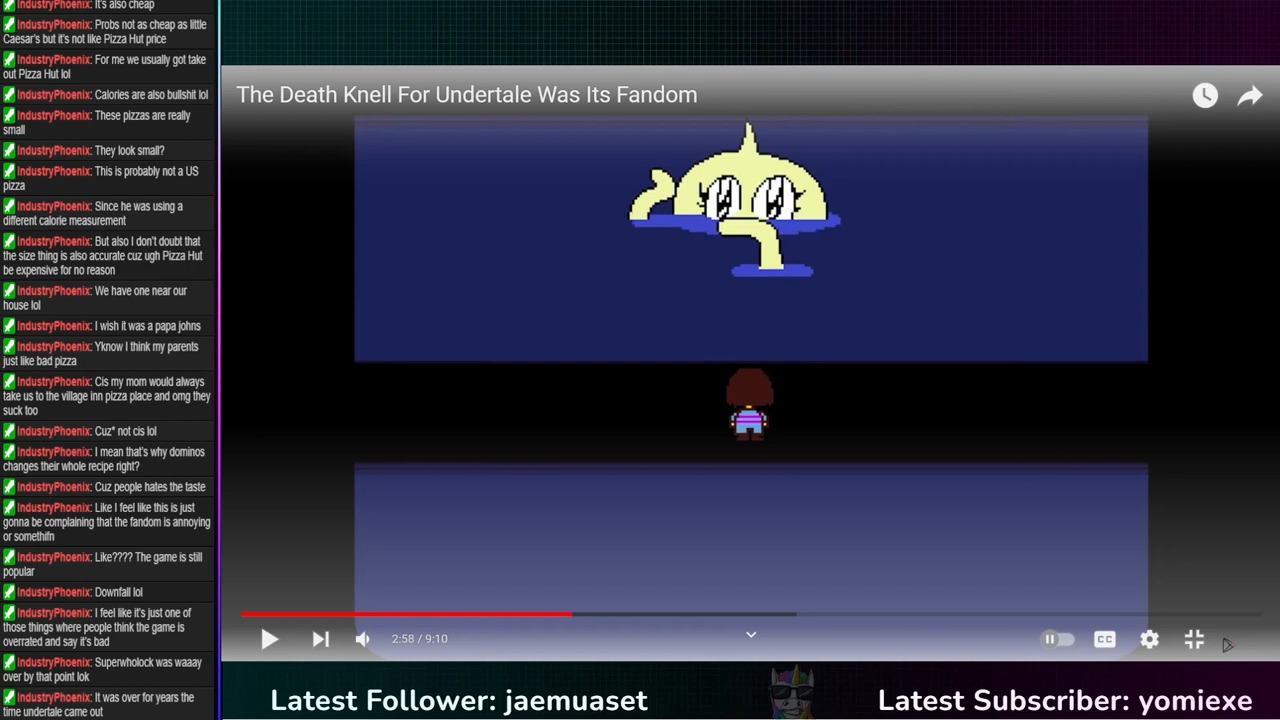 IndustryPhoenix: It's also cheap
IndustryPhoenix: Probs not as cheap as little
Caesar's but it's not like Pizza Hut
price
IndustryPhoenix: For me we usually got take
out Pizza Hut lol
IndustryPhoenix: Calories are also bullshit lol
IndustryPhoenix: These pizzas are really
small
IndustryPhoenix: They look small?
IndustryPhoenix: This is probably not a US
pizza
IndustryPhoenix: Since he was using a
different calorie measurement
IndustryPhoenix: But also I don't doubt that
the size thing is also accurate cuz ugh Pizza Hut
be expensive for no reason
IndustryPhoenix: We have one near our
house lol
IndustryPhoenix: I wish it was a papa johns
IndustryPhoenix: Yknow I think my parents
just like bad pizza
IndustryPhoenix: Cis my mom would always
take us to the village inn pizza place and omg they
suck too
IndustryPhoenix: Cuz* not cis lol
IndustryPhoenix: I mean that's why dominos
changes their whole recipe right?
IndustryPhoenix: Cuz people hates the taste
IndustryPhoenix: Like I feel like this is just
gonna be complaining that the fandom is annoying
or somethifn
IndustryPhoenix: Like???? The game is still
popular
IndustryPhoenix: Downfall lol
IndustryPhoenix: I feel like it's just one of
those things where people think the game is
overrated and say it's bad
IndustryPhoenix: Superwholock was waaay
over by that point lok
IndustryPhoenix: It was over for years the
time undertale came out
The Death Knell For Undertale Was Its Fandom
2:58 / 9:10
CC
Latest Follower: jaemuaset
Latest Subscriber: yomiexe